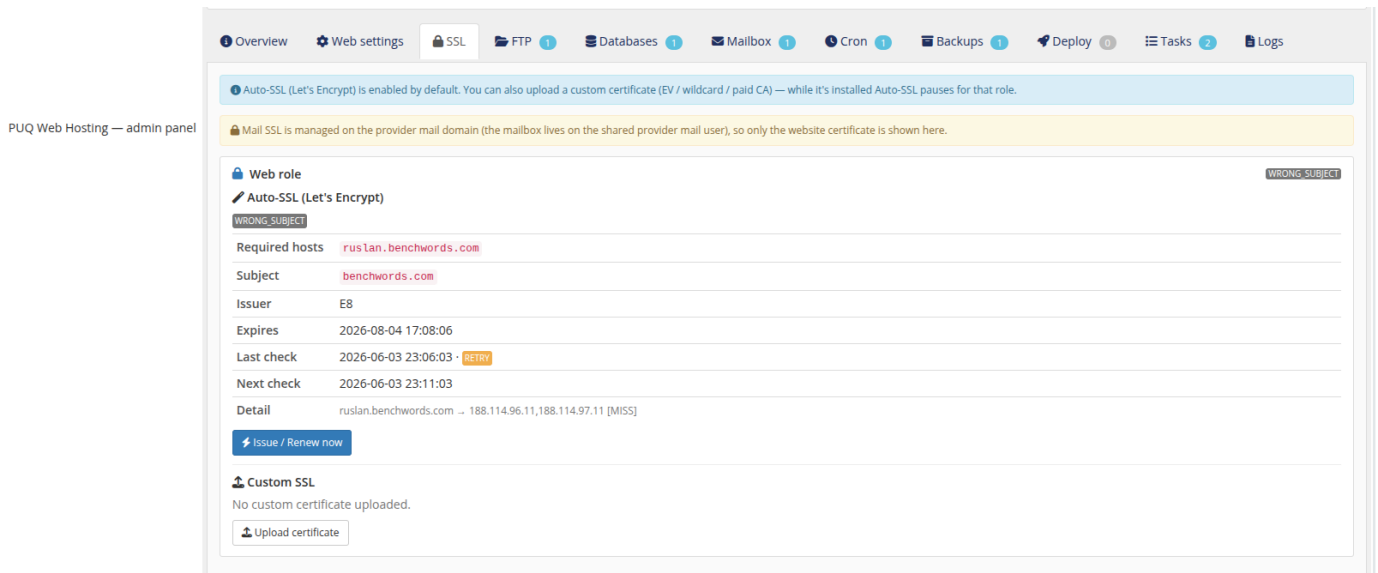 Overview Web settings SSL FTP 1 Databases 1 Mailbox 1 Cron 1 Backups 1 Deploy 0 Tasks 2 Logs
Auto-SSL (Let's Encrypt) is enabled by default. You can also upload a custom certificate (EV / wildcard / paid CA) — while it's installed Auto-SSL pauses for that role.
PUQ Web Hosting — admin panel
Mail SSL is managed on the provider mail domain (the mailbox lives on the shared provider mail user), so only the website certificate is shown here.
Web role WRONG_SUBJECT
Auto-SSL (Let's Encrypt)
WRONG_SUBJECT
Required hosts ruslan.benchwords.com
Subject benchwords.com
Issuer E8
Expires 2026-08-04 17:08:06
Last check 2026-06-03 23:06:03 · RETRY
Next check 2026-06-03 23:11:03
Detail ruslan.benchwords.com → 188.114.96.11,188.114.97.11 [MISS]
Issue / Renew now
Custom SSL
No custom certificate uploaded.
Upload certificate